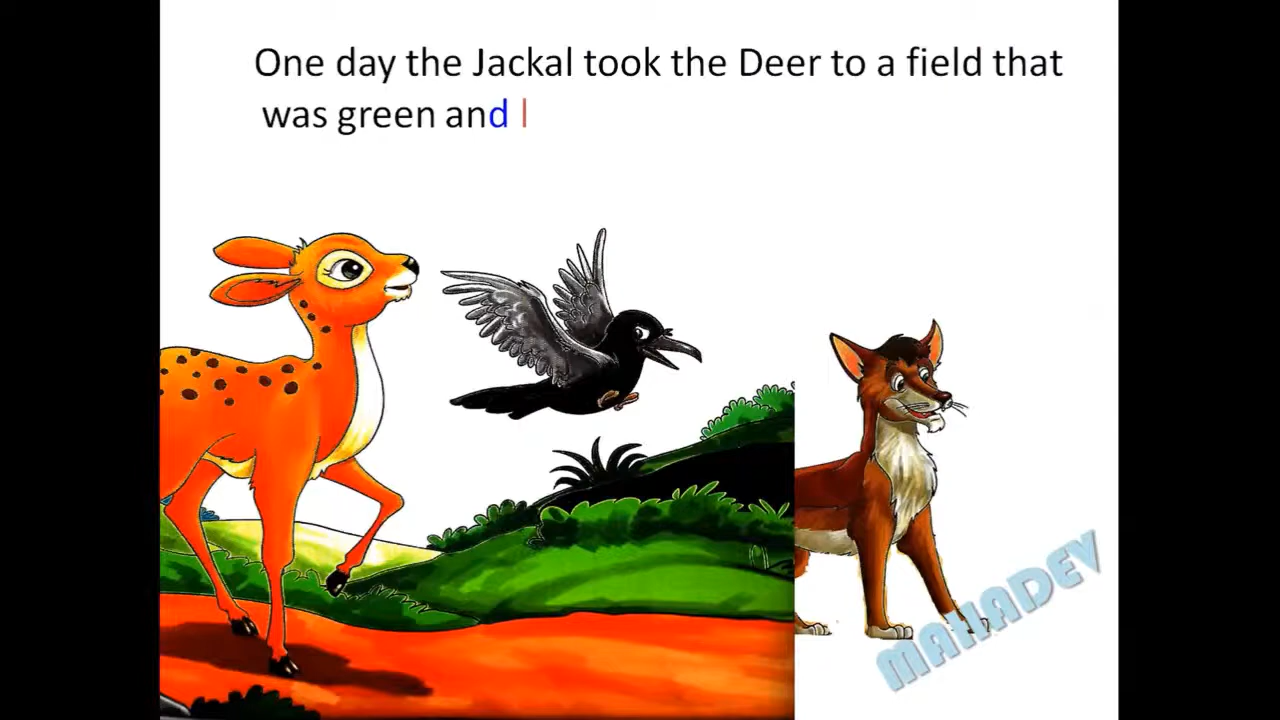 One day the Jackal took the Deer to a field that
was green and l
MAHADEV